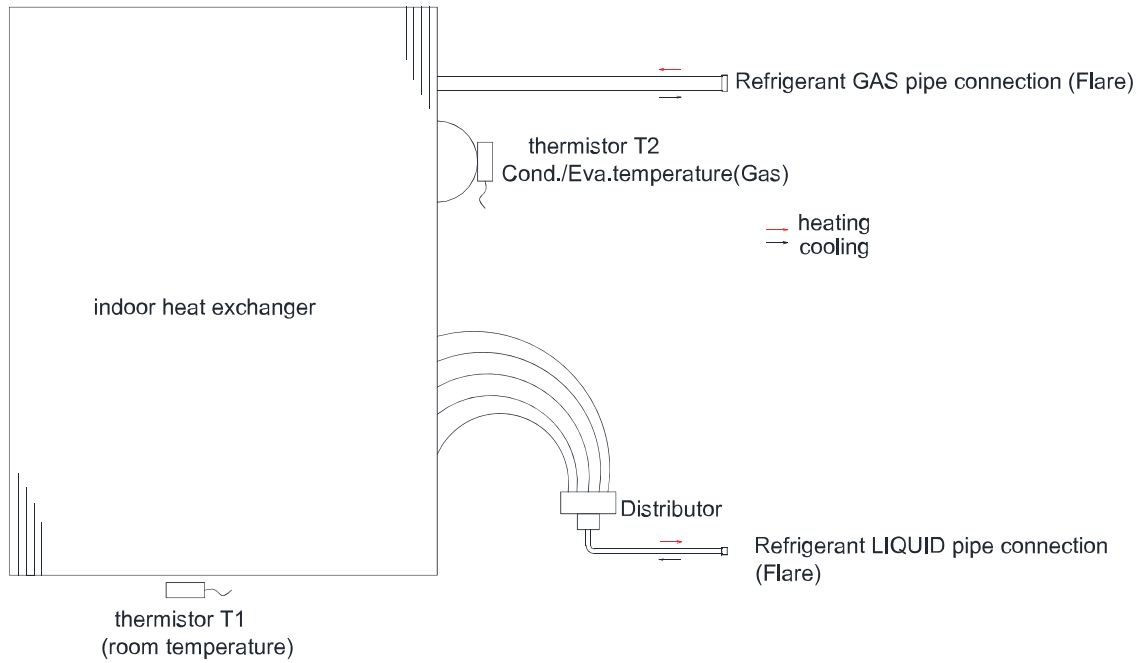 Refrigerant GAS pipe connection (Flare)
thermistor T2
Cond./Eva.temperature(Gas)
heating
cooling
indoor heat exchanger
Distributor
Refrigerant LIQUID pipe connection
(Flare)
thermistor T1
(room temperature)